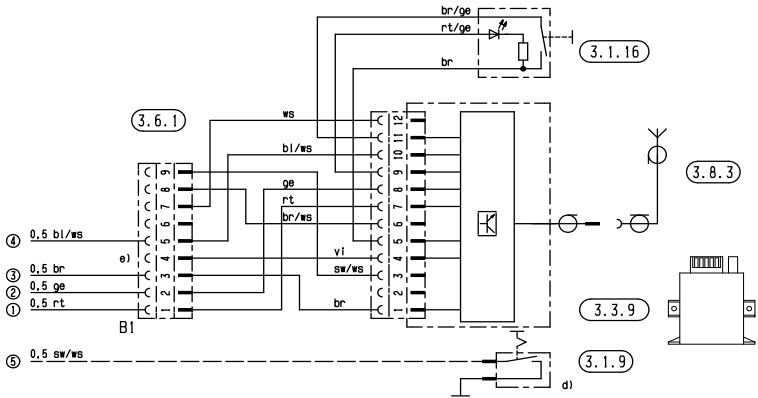 br/ge
rt/ge
3.1.16
br
3.6.1
ws
12
11
bl/ws
10
9
9
3.8.3
8
ge
8
7
rt
7
6
br/ws
6
4 0,5 bl/ws
5
5
e)
4
vi
4
3 0,5 br
3
sw/ws
3
2 0,5 ge
2
2
1 0,5 rt
1
br
1
3.3.9
B1
5 0,5 sw/ws
3.1.9
d)